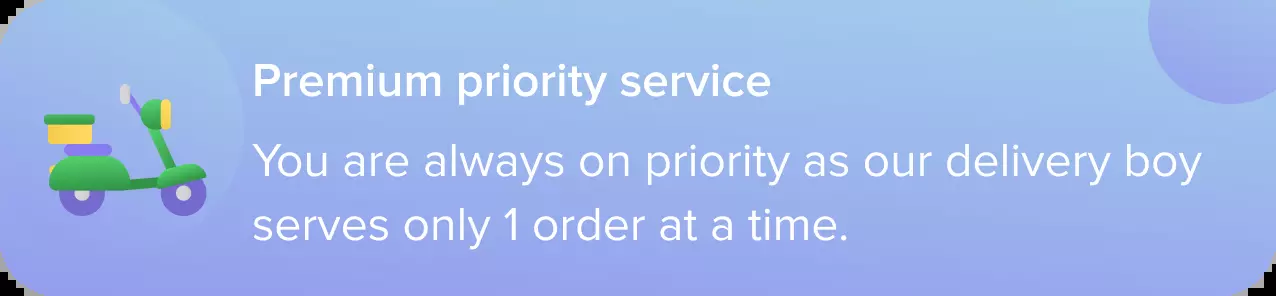 Premium priority service
You are always on priority as our delivery boy
serves only 1 order at a time.